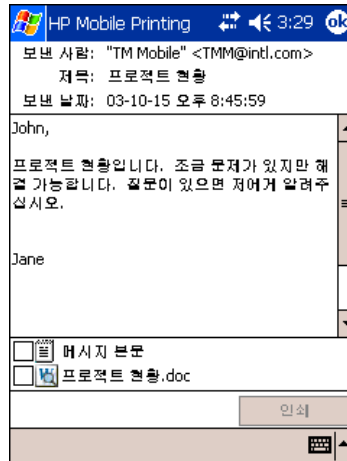 HP Mobile Printing 3:29 ok
보낸 사람: "TM Mobile" <TMM@intl.com>
제목: 프로젝트 현황
보낸 날짜: 03-10-15 오후 8:45:59
John,
프로젝트 현황입니다. 조금 문제가 있지만 해
결 가능합니다. 질문이 있으면 저에게 알려주
십시오.
Jane
메시지 본문
프로젝트 현황.doc
인쇄